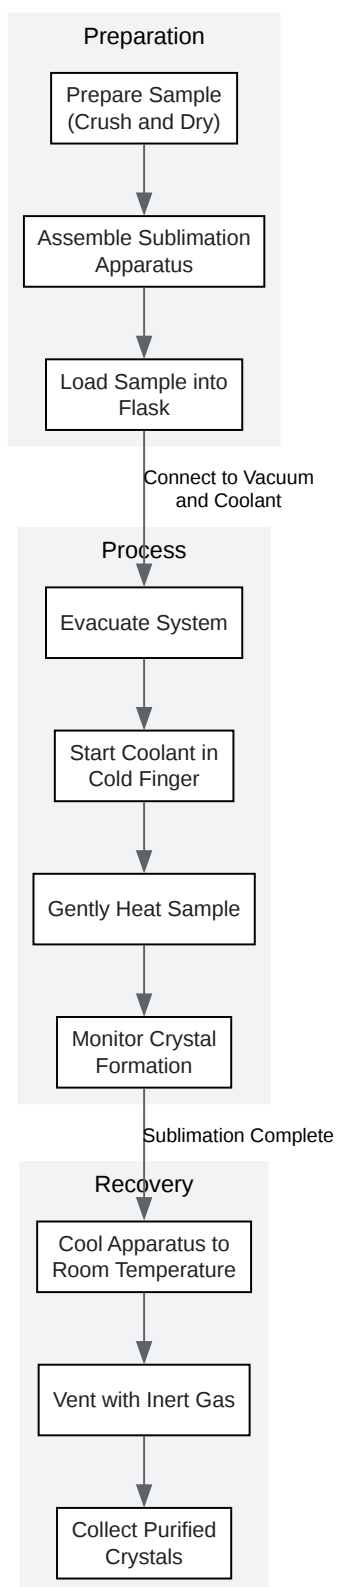 Preparation
Prepare Sample
(Crush and Dry)
Assemble Sublimation
Apparatus
Load Sample into
Flask
Connect to Vacuum
and Coolant
Process
Evacuate System
Start Coolant in
Cold Finger
Gently Heat Sample
Monitor Crystal
Formation
Sublimation Complete
Recovery
Cool Apparatus to
Room Temperature
Vent with Inert Gas
Collect Purified
Crystals